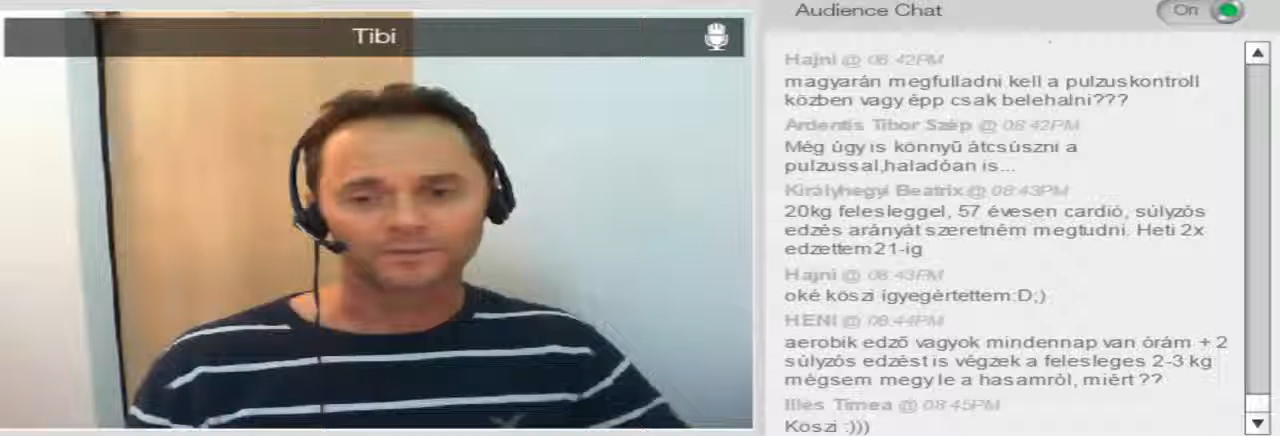 Tibi
Audience Chat
On
Hajni @ 08:42PM
magyarán megfulladni kell a pulzuskontroll
közben vagy épp csak belehalni???
Ardentis Tibor Szép @ 08:42PM
Még úgy is könnyű átcsúszni a
pulzussal,haladóan is...
Királyhegyi Beatrix @ 08:43PM
20kg felesleggel, 57 évesen cardió, súlyzós
edzés arányát szeretném megtudni. Heti 2x
edzettem21-ig
Hajni @ 08:43PM
oké köszi ígyegértettem:D;)
HENI @ 08:44PM
aerobik edző vagyok mindennap van órám + 2
súlyzós edzést is végzek a felesleges 2-3 kg
mégsem megy le a hasamról, miért ??
Illés Tímea @ 08:45PM
Koszi :)))